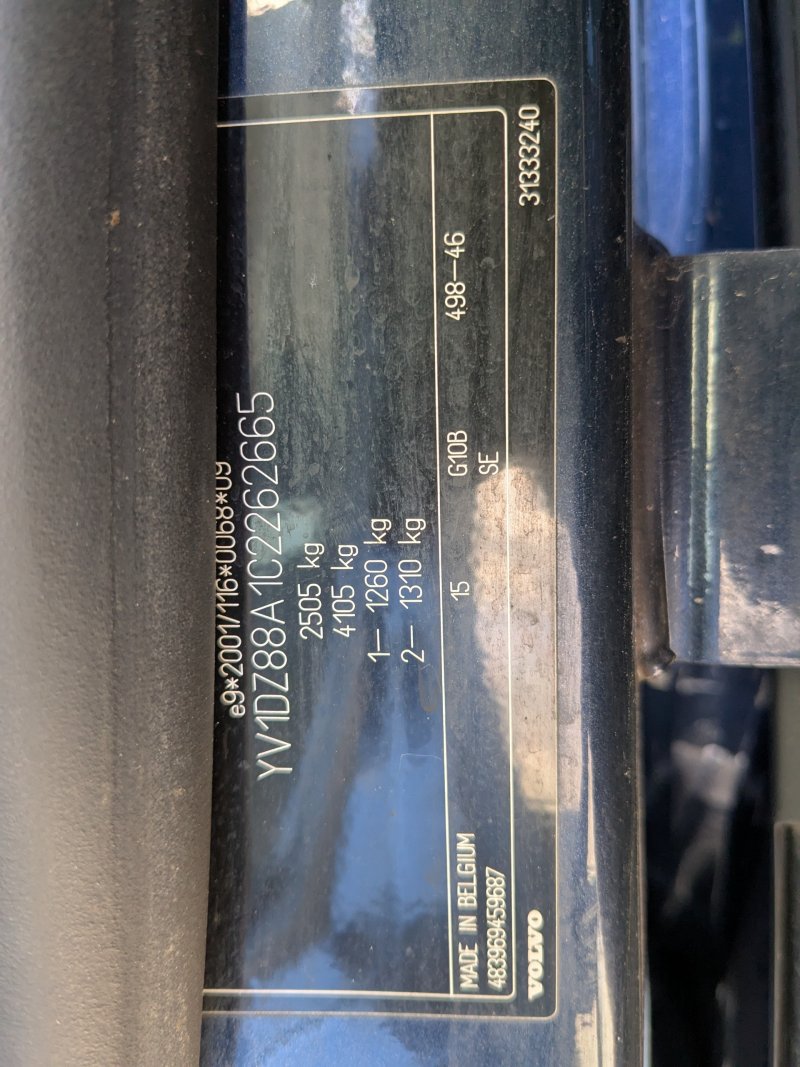 e9*2001/116*0068*09
YV1DZ88A1C2262665
2505 kg
4105 kg
1— 1260 kg
2— 1310 kg
MADE IN BELGIUM 15 G10B 498—46
483969459687 SE
VOLVO 31333240